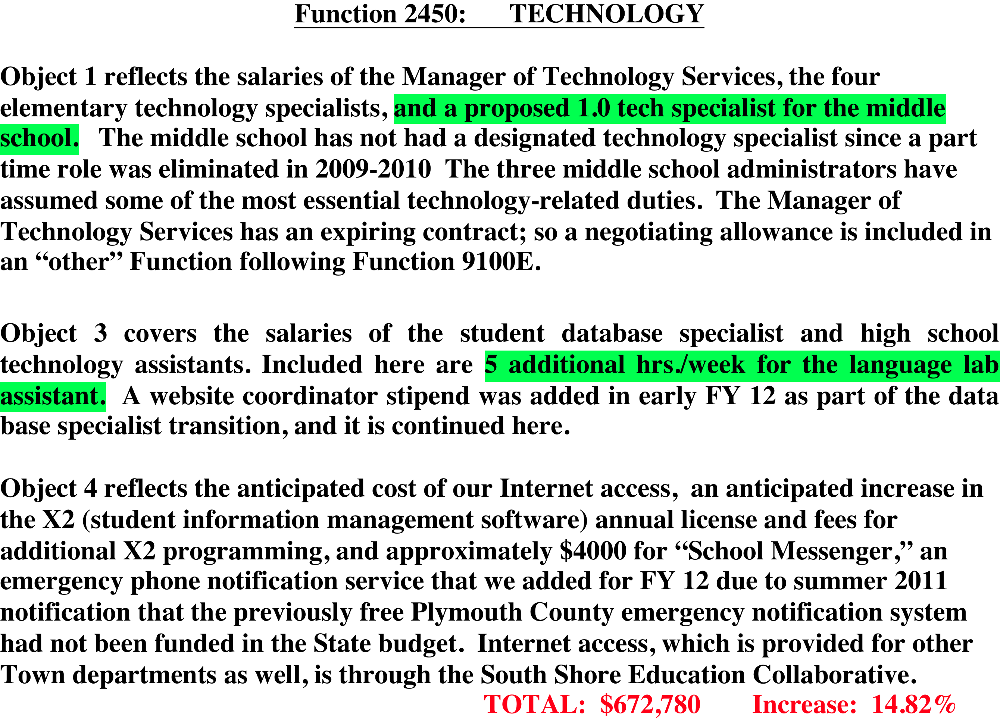 Function 2450: TECHNOLOGY
Object 1 reflects the salaries of the Manager of Technology Services, the four
elementary technology specialists, and a proposed 1.0 tech specialist for the middle
school. The middle school has not had a designated technology specialist since a part
time role was eliminated in 2009-2010 The three middle school administrators have
assumed some of the most essential technology-related duties. The Manager of
Technology Services has an expiring contract; so a negotiating allowance is included in
an “other” Function following Function 9100E.
Object 3 covers the salaries of the student database specialist and high school
technology assistants. Included here are 5 additional hrs./week for the language lab
assistant. A website coordinator stipend was added in early FY 12 as part of the data
base specialist transition, and it is continued here.
Object 4 reflects the anticipated cost of our Internet access, an anticipated increase in
the X2 (student information management software) annual license and fees for
additional X2 programming, and approximately $4000 for “School Messenger,” an
emergency phone notification service that we added for FY 12 due to summer 2011
notification that the previously free Plymouth County emergency notification system
had not been funded in the State budget. Internet access, which is provided for other
Town departments as well, is through the South Shore Education Collaborative.
TOTAL: $672,780 Increase: 14.82%